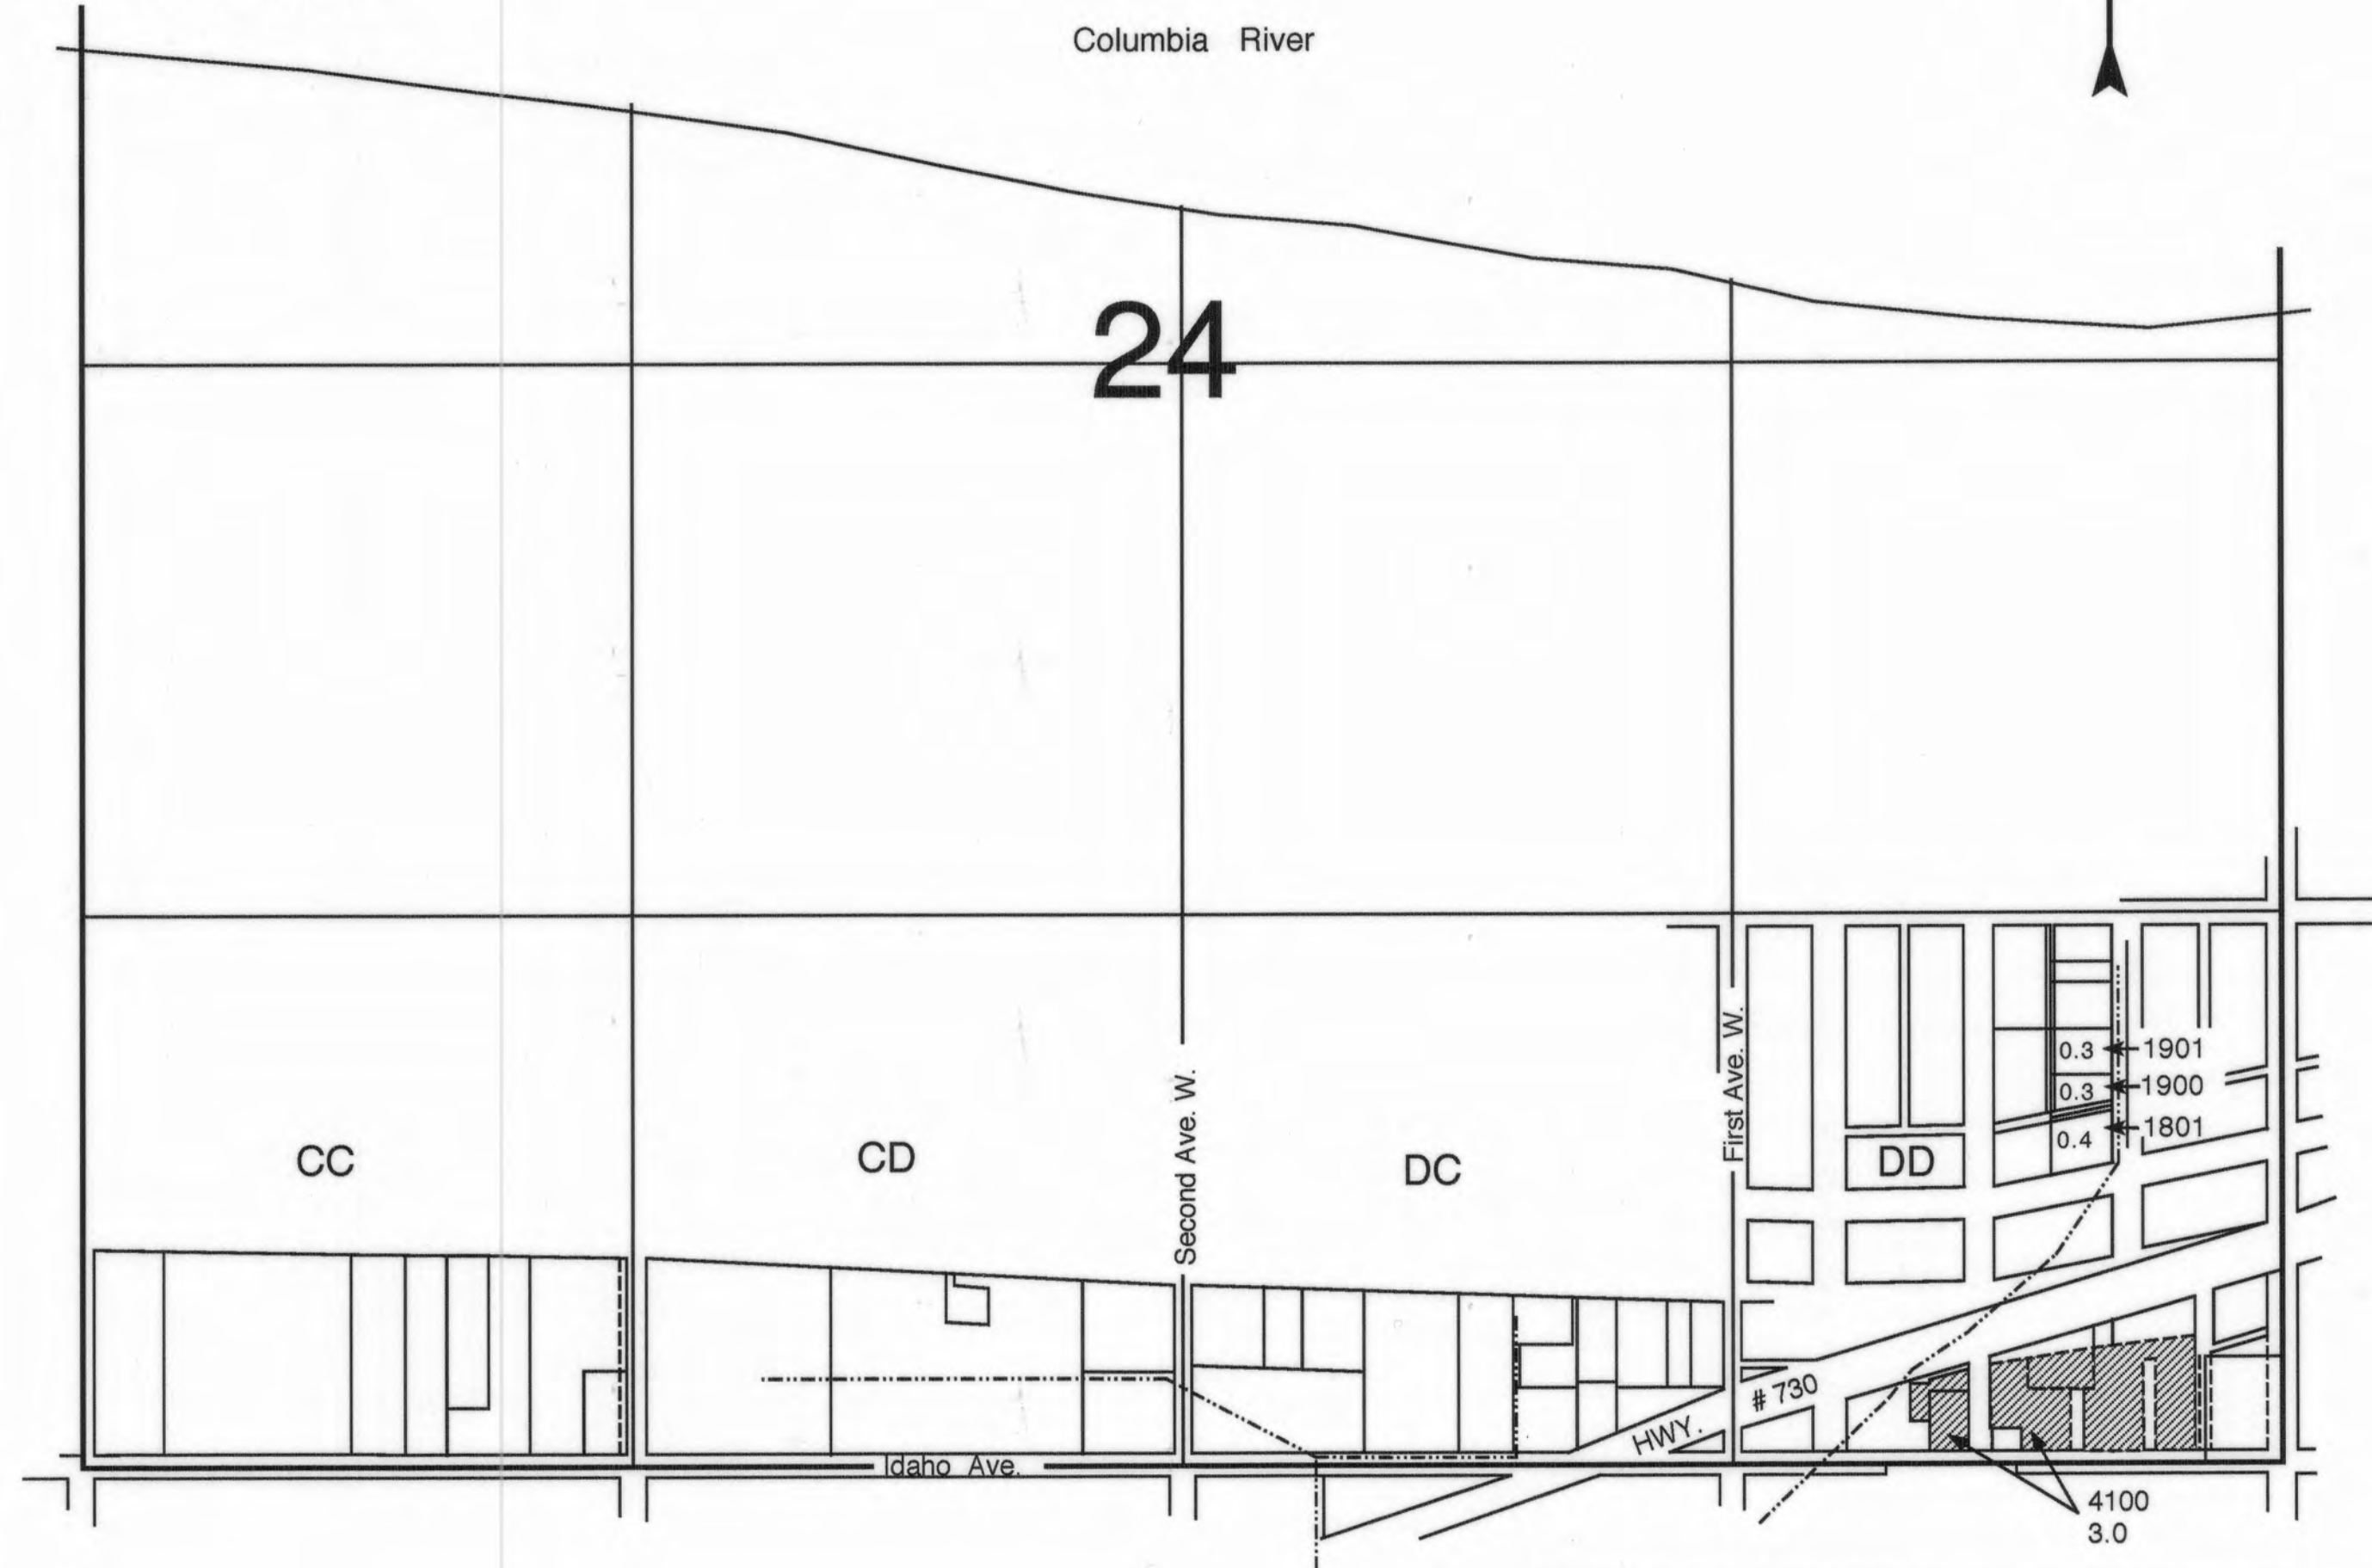 Columbia River
24
First Ave. W.
0.3 1901
0.3 1900
Second Ave. W.
1801
0.4
CC
CD
DC
DD
# 730
HWY.
Idaho Ave.
4100
3.0